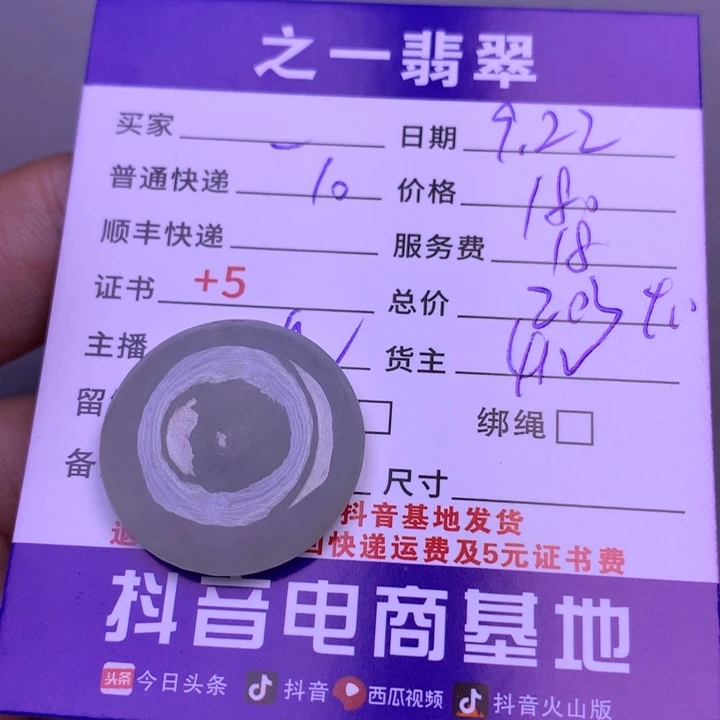 之一翡翠
买家 日期 9.22
普通快递 10 价格 180
顺丰快递 服务费 18
证书 +5 总价
主播 货主
留 绑绳
备 尺寸
抖音基地发货
快递运费及5元证书费
抖音电商基地
头条 今日头条 抖音 西瓜视频 抖音火山版